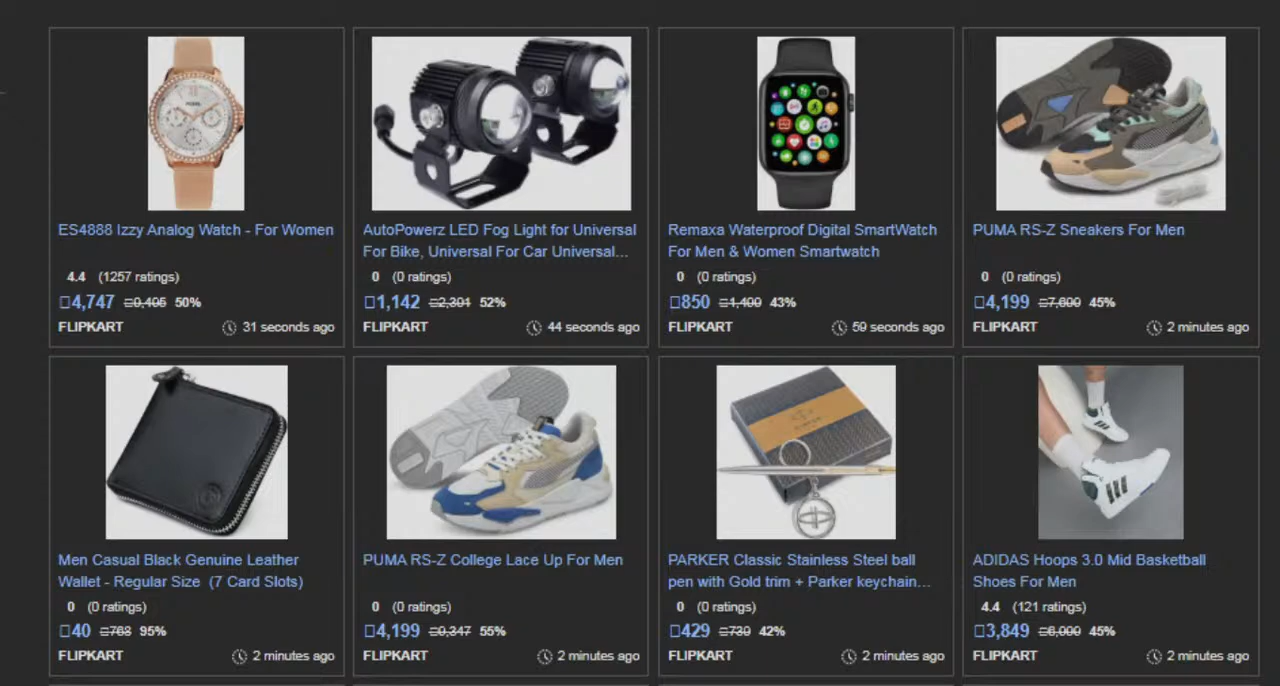 ES4888 Izzy Analog Watch - For Women
4.4 (1257 ratings)
4,747 50%
FLIPKART 31 seconds ago
AutoPowerz LED Fog Light for Universal
For Bike, Universal For Car Universal...
0 (0 ratings)
1,142 52%
FLIPKART 44 seconds ago
Remaxa Waterproof Digital SmartWatch
For Men & Women Smartwatch
0 (0 ratings)
850 43%
FLIPKART 59 seconds ago
PUMA RS-Z Sneakers For Men
0 (0 ratings)
4,199 45%
FLIPKART 2 minutes ago
Men Casual Black Genuine Leather
Wallet - Regular Size (7 Card Slots)
0 (0 ratings)
40 95%
FLIPKART 2 minutes ago
PUMA RS-Z College Lace Up For Men
0 (0 ratings)
4,199 55%
FLIPKART 2 minutes ago
PARKER Classic Stainless Steel ball
pen with Gold trim + Parker keychain...
0 (0 ratings)
429 42%
FLIPKART 2 minutes ago
ADIDAS Hoops 3.0 Mid Basketball
Shoes For Men
4.4 (121 ratings)
3,849 45%
FLIPKART 2 minutes ago